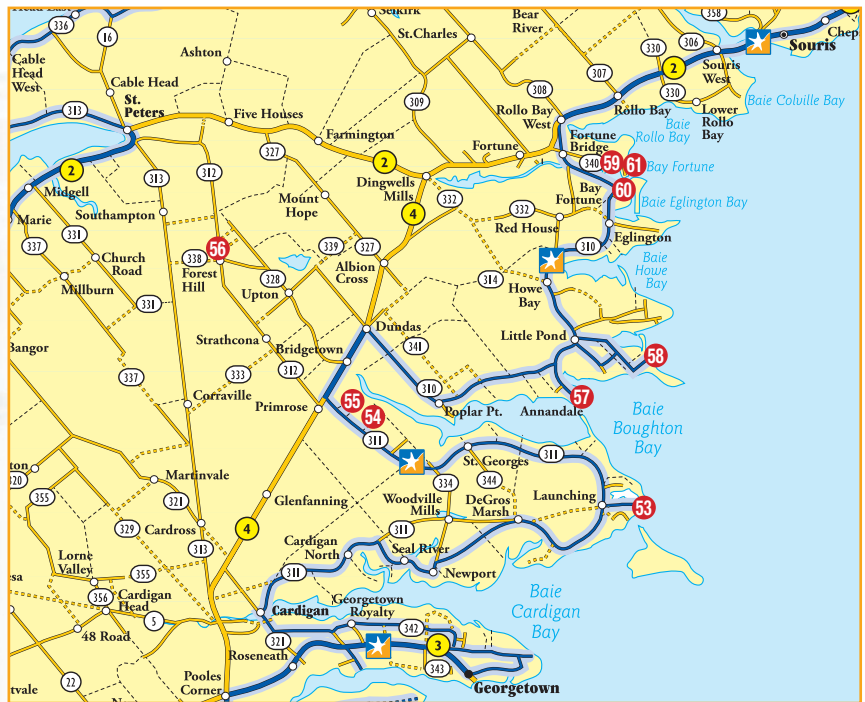 Head East
336
16
Selkirk
St.Charles
Bear
River
358
2
Chep
Souris
330
306
Souris
West
Ashton
Cable
Head
West
Cable Head
St.
Peters
313
309
308
307
2
330
Rollo Bay
Lower
Rollo
Bay
Baie Colville Bay
Baie
Rollo Bay
Rollo Bay
West
Five Houses
Farmington
327
2
Fortune
Fortune
Bridge
340
59
61
Bay Fortune
60
Bay
Fortune
Baie Eglington Bay
Dingwells
Mills
2
Midgell
313
312
Marie
Southampton
Mount
Hope
4
332
332
Red House
Eglington
310
337
331
Church
Road
Millburn
56
338
Forest
Hill
339
327
Albion
Cross
328
Upton
314
Howe
Bay
Baie
Howe
Bay
331
Strathcona
Dundas
341
Little Pond
58
Bangor
Bridgetown
337
333
312
Corraville
Primrose
310
Poplar Pt.
57
Annandale
Baie
Boughton
Bay
55
54
311
ton
320
355
Martinvale
321
329
Cardross
313
Glenfanning
4
334
St. Georges
344
311
Woodville
Mills
DeGros
Marsh
Launching
53
311
Cardigan
North
Seal River
Newport
311
Lorne
Valley
355
esa
356
Cardigan
Head
5
48 Road
Cardigan
Georgetown
Royalty
342
321
Roseneath
3
343
Georgetown
Baie
Cardigan
Bay
Pooles
Corner
22
tvale